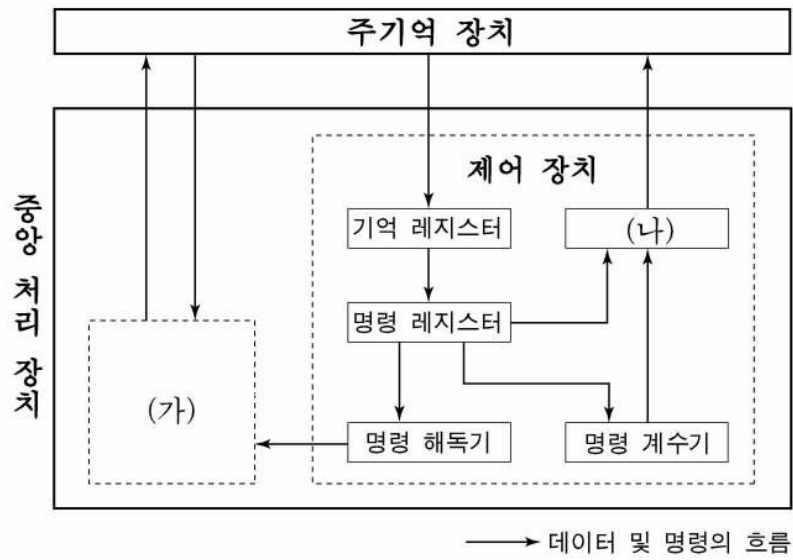 주기억 장치
제어 장치
중앙 처리 장치
기억 레지스터
(나)
명령 레지스터
(가)
명령 해독기
명령 계수기
데이터 및 명령의 흐름